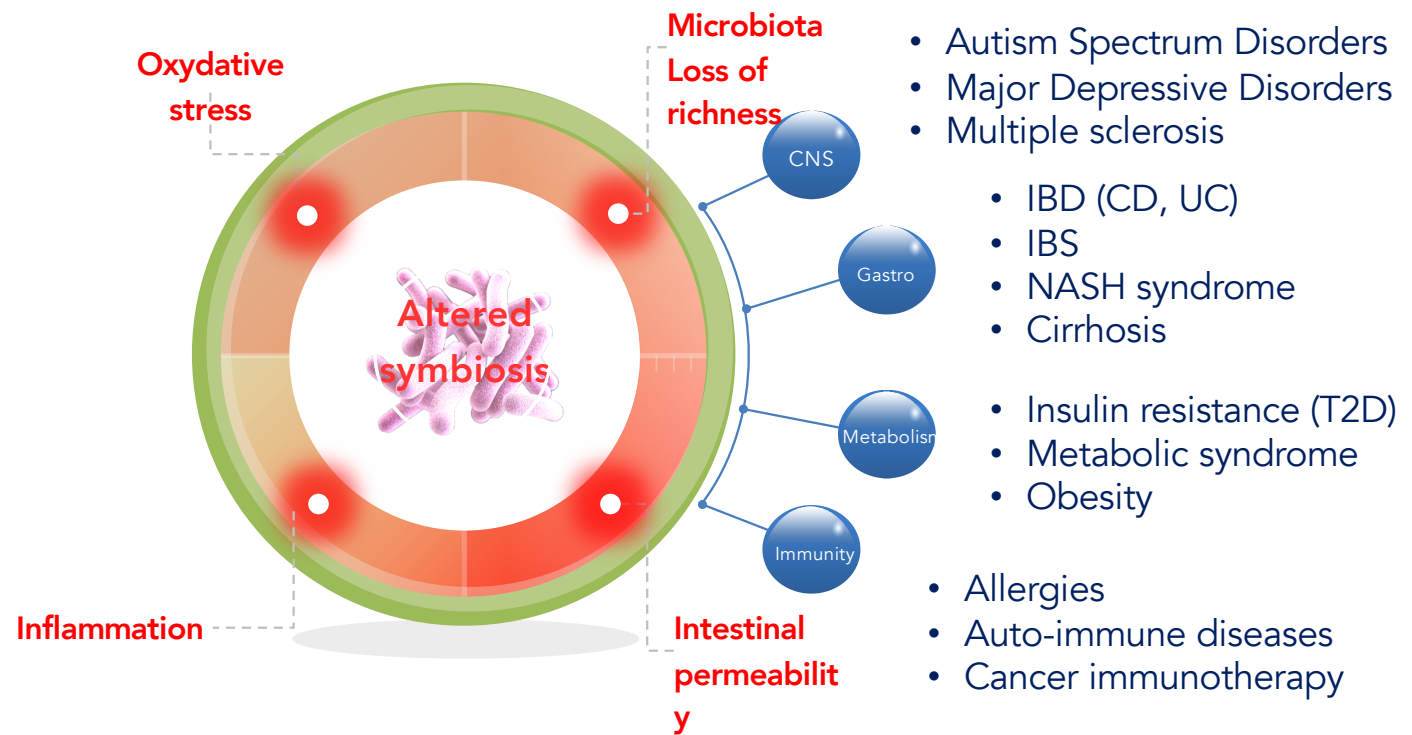 Oxydative
stress
Microbiota
Loss of
richness
Altered
symbiosis
Inflammation
Intestinal
permeabilit
y
CNS
• Autism Spectrum Disorders
• Major Depressive Disorders
• Multiple sclerosis
Gastro
• IBD (CD, UC)
• IBS
• NASH syndrome
• Cirrhosis
Metabolism
• Insulin resistance (T2D)
• Metabolic syndrome
• Obesity
Immunity
• Allergies
• Auto-immune diseases
• Cancer immunotherapy